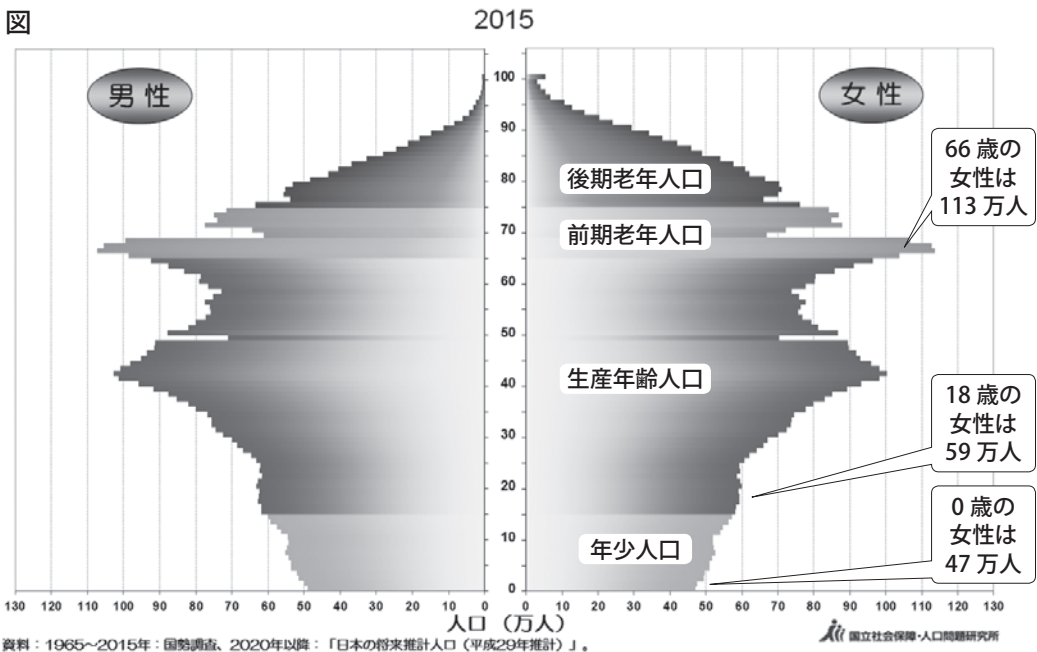 図
2015
男性
女性
100
90
80
70
60
50
40
30
20
10
0
後期老年人口
前期老年人口
生産年齢人口
年少人口
66 歳の
女性は
113 万人
18 歳の
女性は
59 万人
0 歳の
女性は
47 万人
130 120 110 100 90 80 70 60 50 40 30 20 10 0
0 10 20 30 40 50 60 70 80 90 100 110 120 130
人口（万人）
資料：1965～2015年：国勢調査、2020年以降：「日本の将来推計人口（平成29年推計）」。
国立社会保障・人口問題研究所